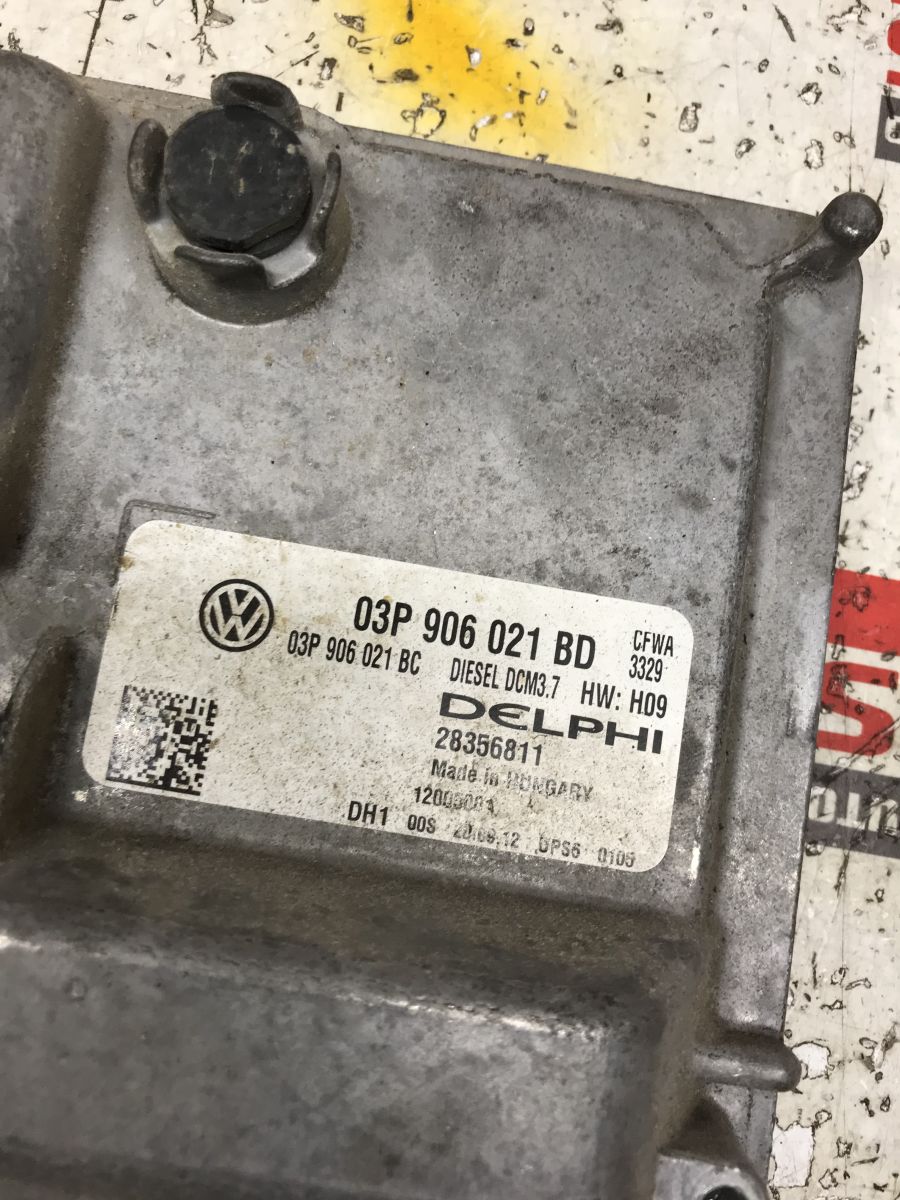 03P 906 021 BD
CFWA
3329
03P 906 021 BC DIESEL DCM3.7 HW: H09
DELPHI
28356811
Made in HUNGARY
DH1 00S DPS6 0105